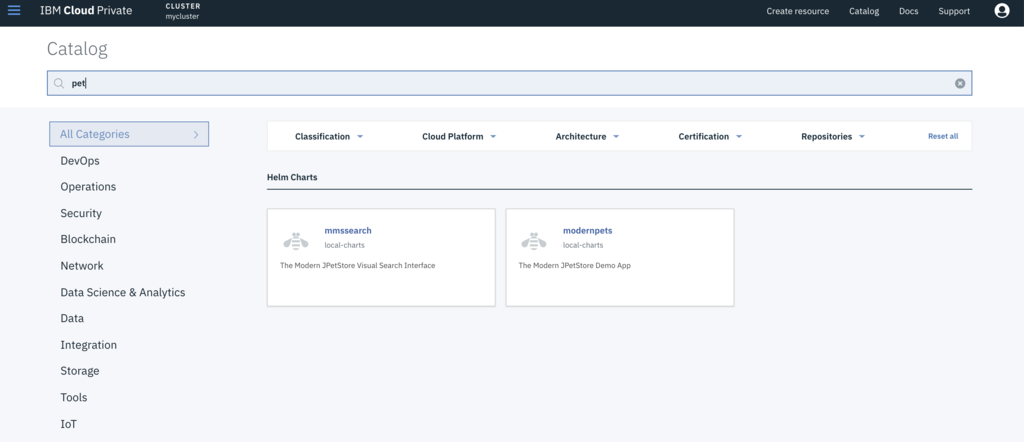 IBM Cloud Private
CLUSTER
mycluster
Create resource
Catalog
Docs
Support
Catalog
pet
All Categories
DevOps
Operations
Security
Blockchain
Network
Data Science & Analytics
Data
Integration
Storage
Tools
IoT
Classification
Cloud Platform
Architecture
Certification
Repositories
Reset all
Helm Charts
mmssearch
local-charts
The Modern JPetStore Visual Search Interface
modernpets
local-charts
The Modern JPetStore Demo App